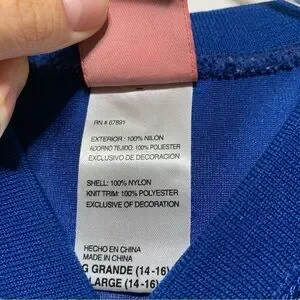 RN # 67891
EXTERIOR: 100% NILON
ADORNO TEJIDO: 100% POLIESTER
EXCLUSIVO DE DECORACION
SHELL: 100% NYLON
KNIT TRIM: 100% POLYESTER
EXCLUSIVE OF DECORATION
HECHO EN CHINA
MADE IN CHINA
G GRANDE (14-16)
LARGE (14-16)